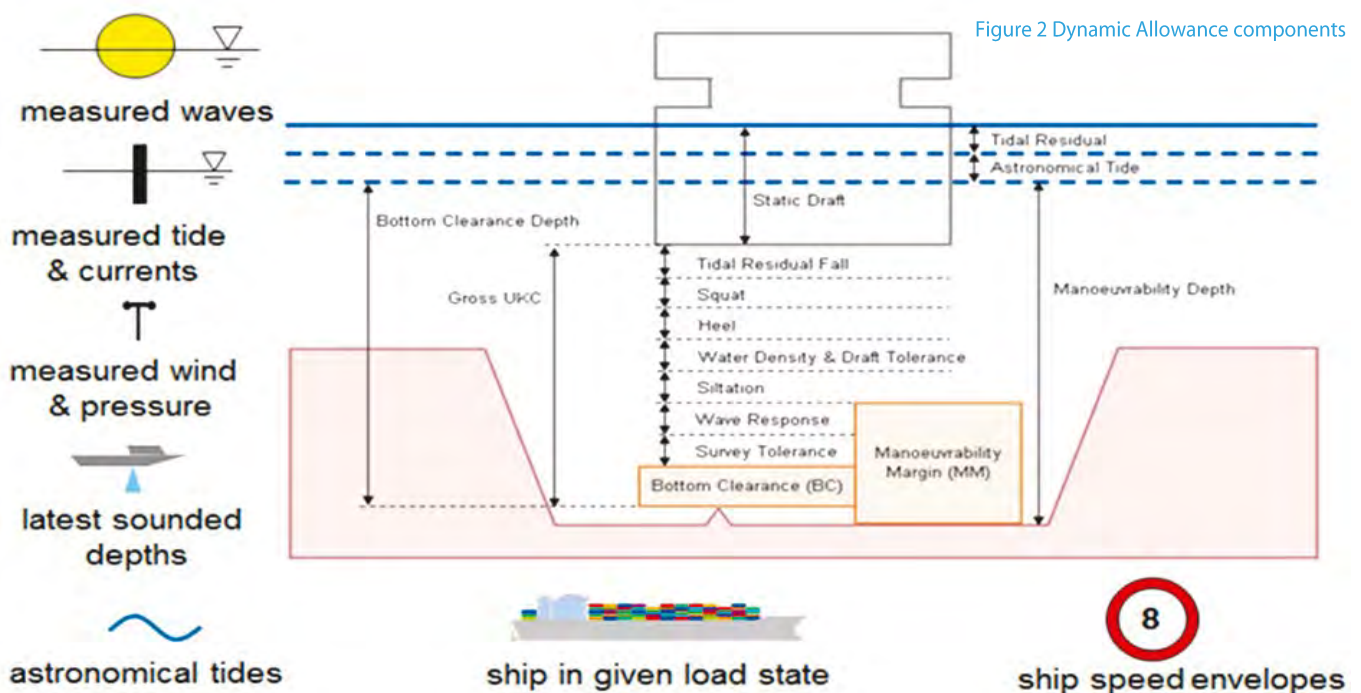 Figure 2 Dynamic Allowance components
measured waves
measured tide
& currents
measured wind
& pressure
latest sounded
depths
astronomical tides
Tidal Residual
Astronomical Tide
Static Draft
Bottom Clearance Depth
Gross UKC
Tidal Residual Fall
Squat
Heel
Water Density & Draft Tolerance
Siltation
Wave Response
Survey Tolerance
Bottom Clearance (BC)
Manoeuvrability
Margin (MM)
Manoeuvrability Depth
ship in given load state
8
ship speed envelopes